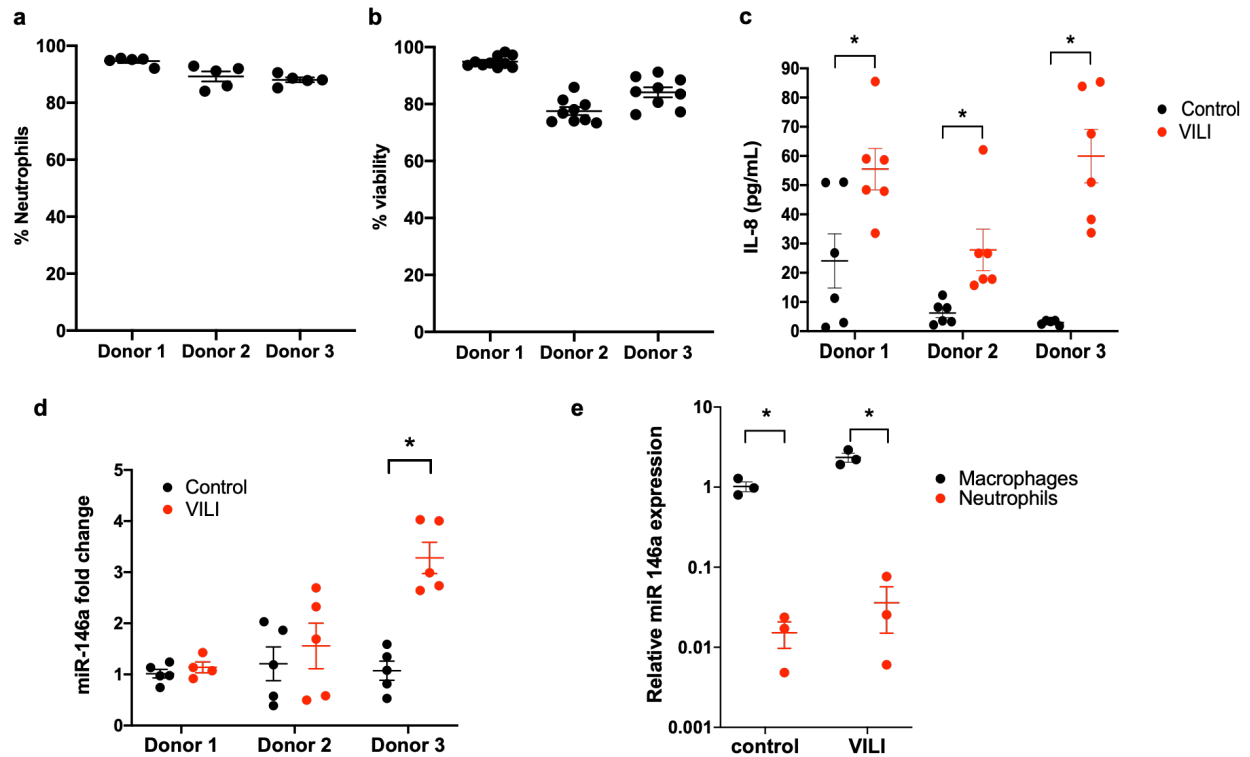 a
% Neutrophils
100
80
60
40
20
0
Donor 1 Donor 2 Donor 3
b
% viability
100
80
60
40
20
0
Donor 1 Donor 2 Donor 3
c
IL-8 (pg/mL)
90
80
70
60
50
40
30
20
10
0
* * *
Donor 1 Donor 2 Donor 3
Control
VILI
d
miR-146a fold change
5
4
3
2
1
0
Control
VILI
*
Donor 1 Donor 2 Donor 3
e
Relative miR 146a expression
10
1
0.1
0.01
0.001
* *
control VILI
Macrophages
Neutrophils